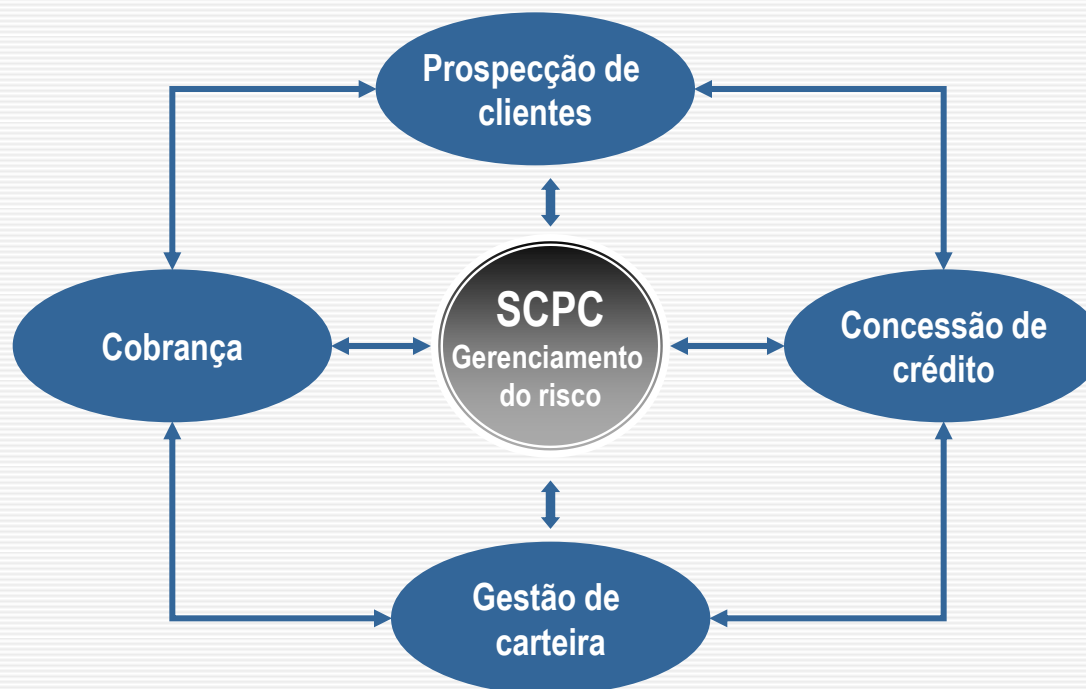 Prospecção de
clientes
SCPC
Gerenciamento
do risco
Cobrança
Concessão de
crédito
Gestão de
carteira